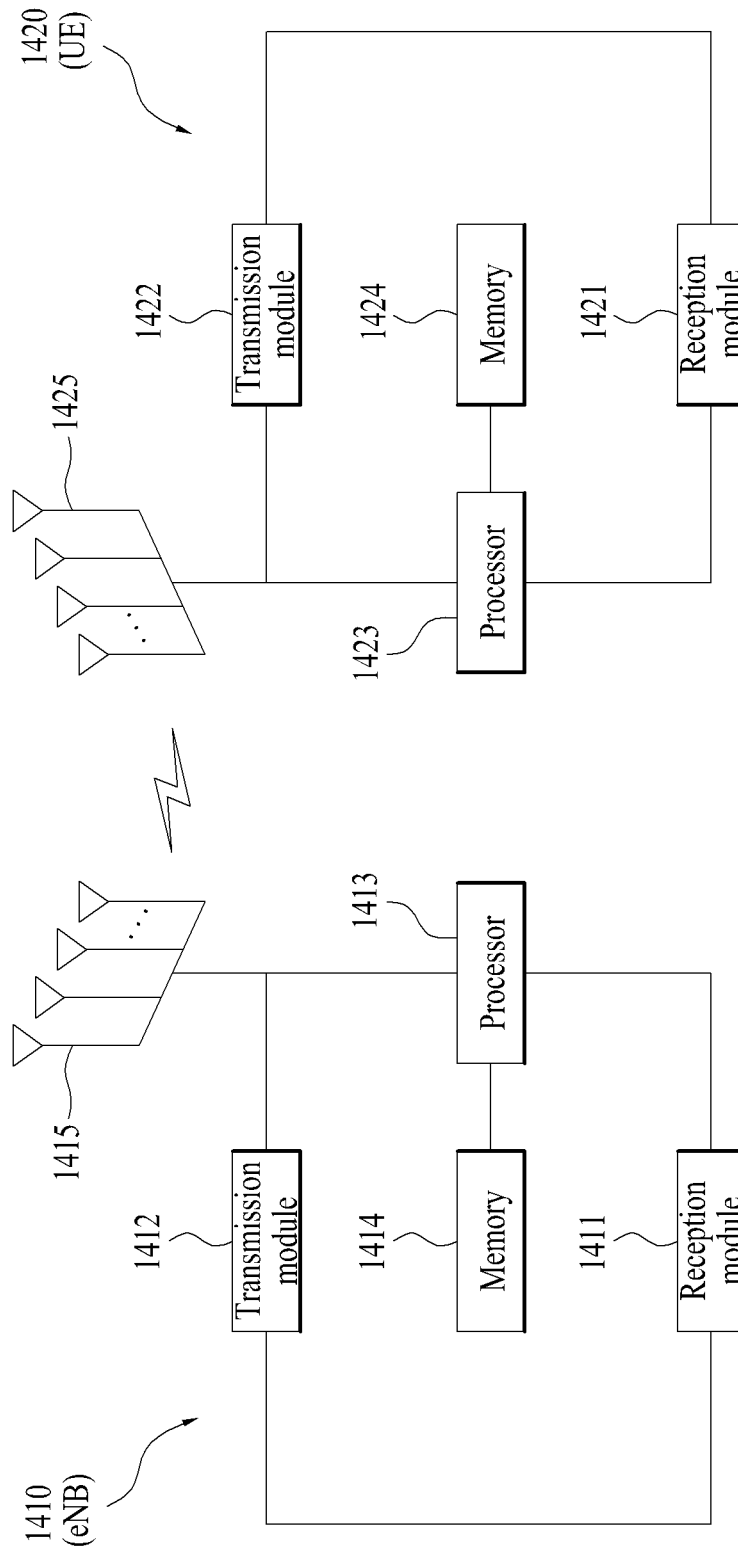 1410
(eNB)
1420
(UE)
1415
1425
1412
Transmission
module
1422
Transmission
module
1414
Memory
1413
Processor
1423
Processor
1424
Memory
1411
Reception
module
1421
Reception
module